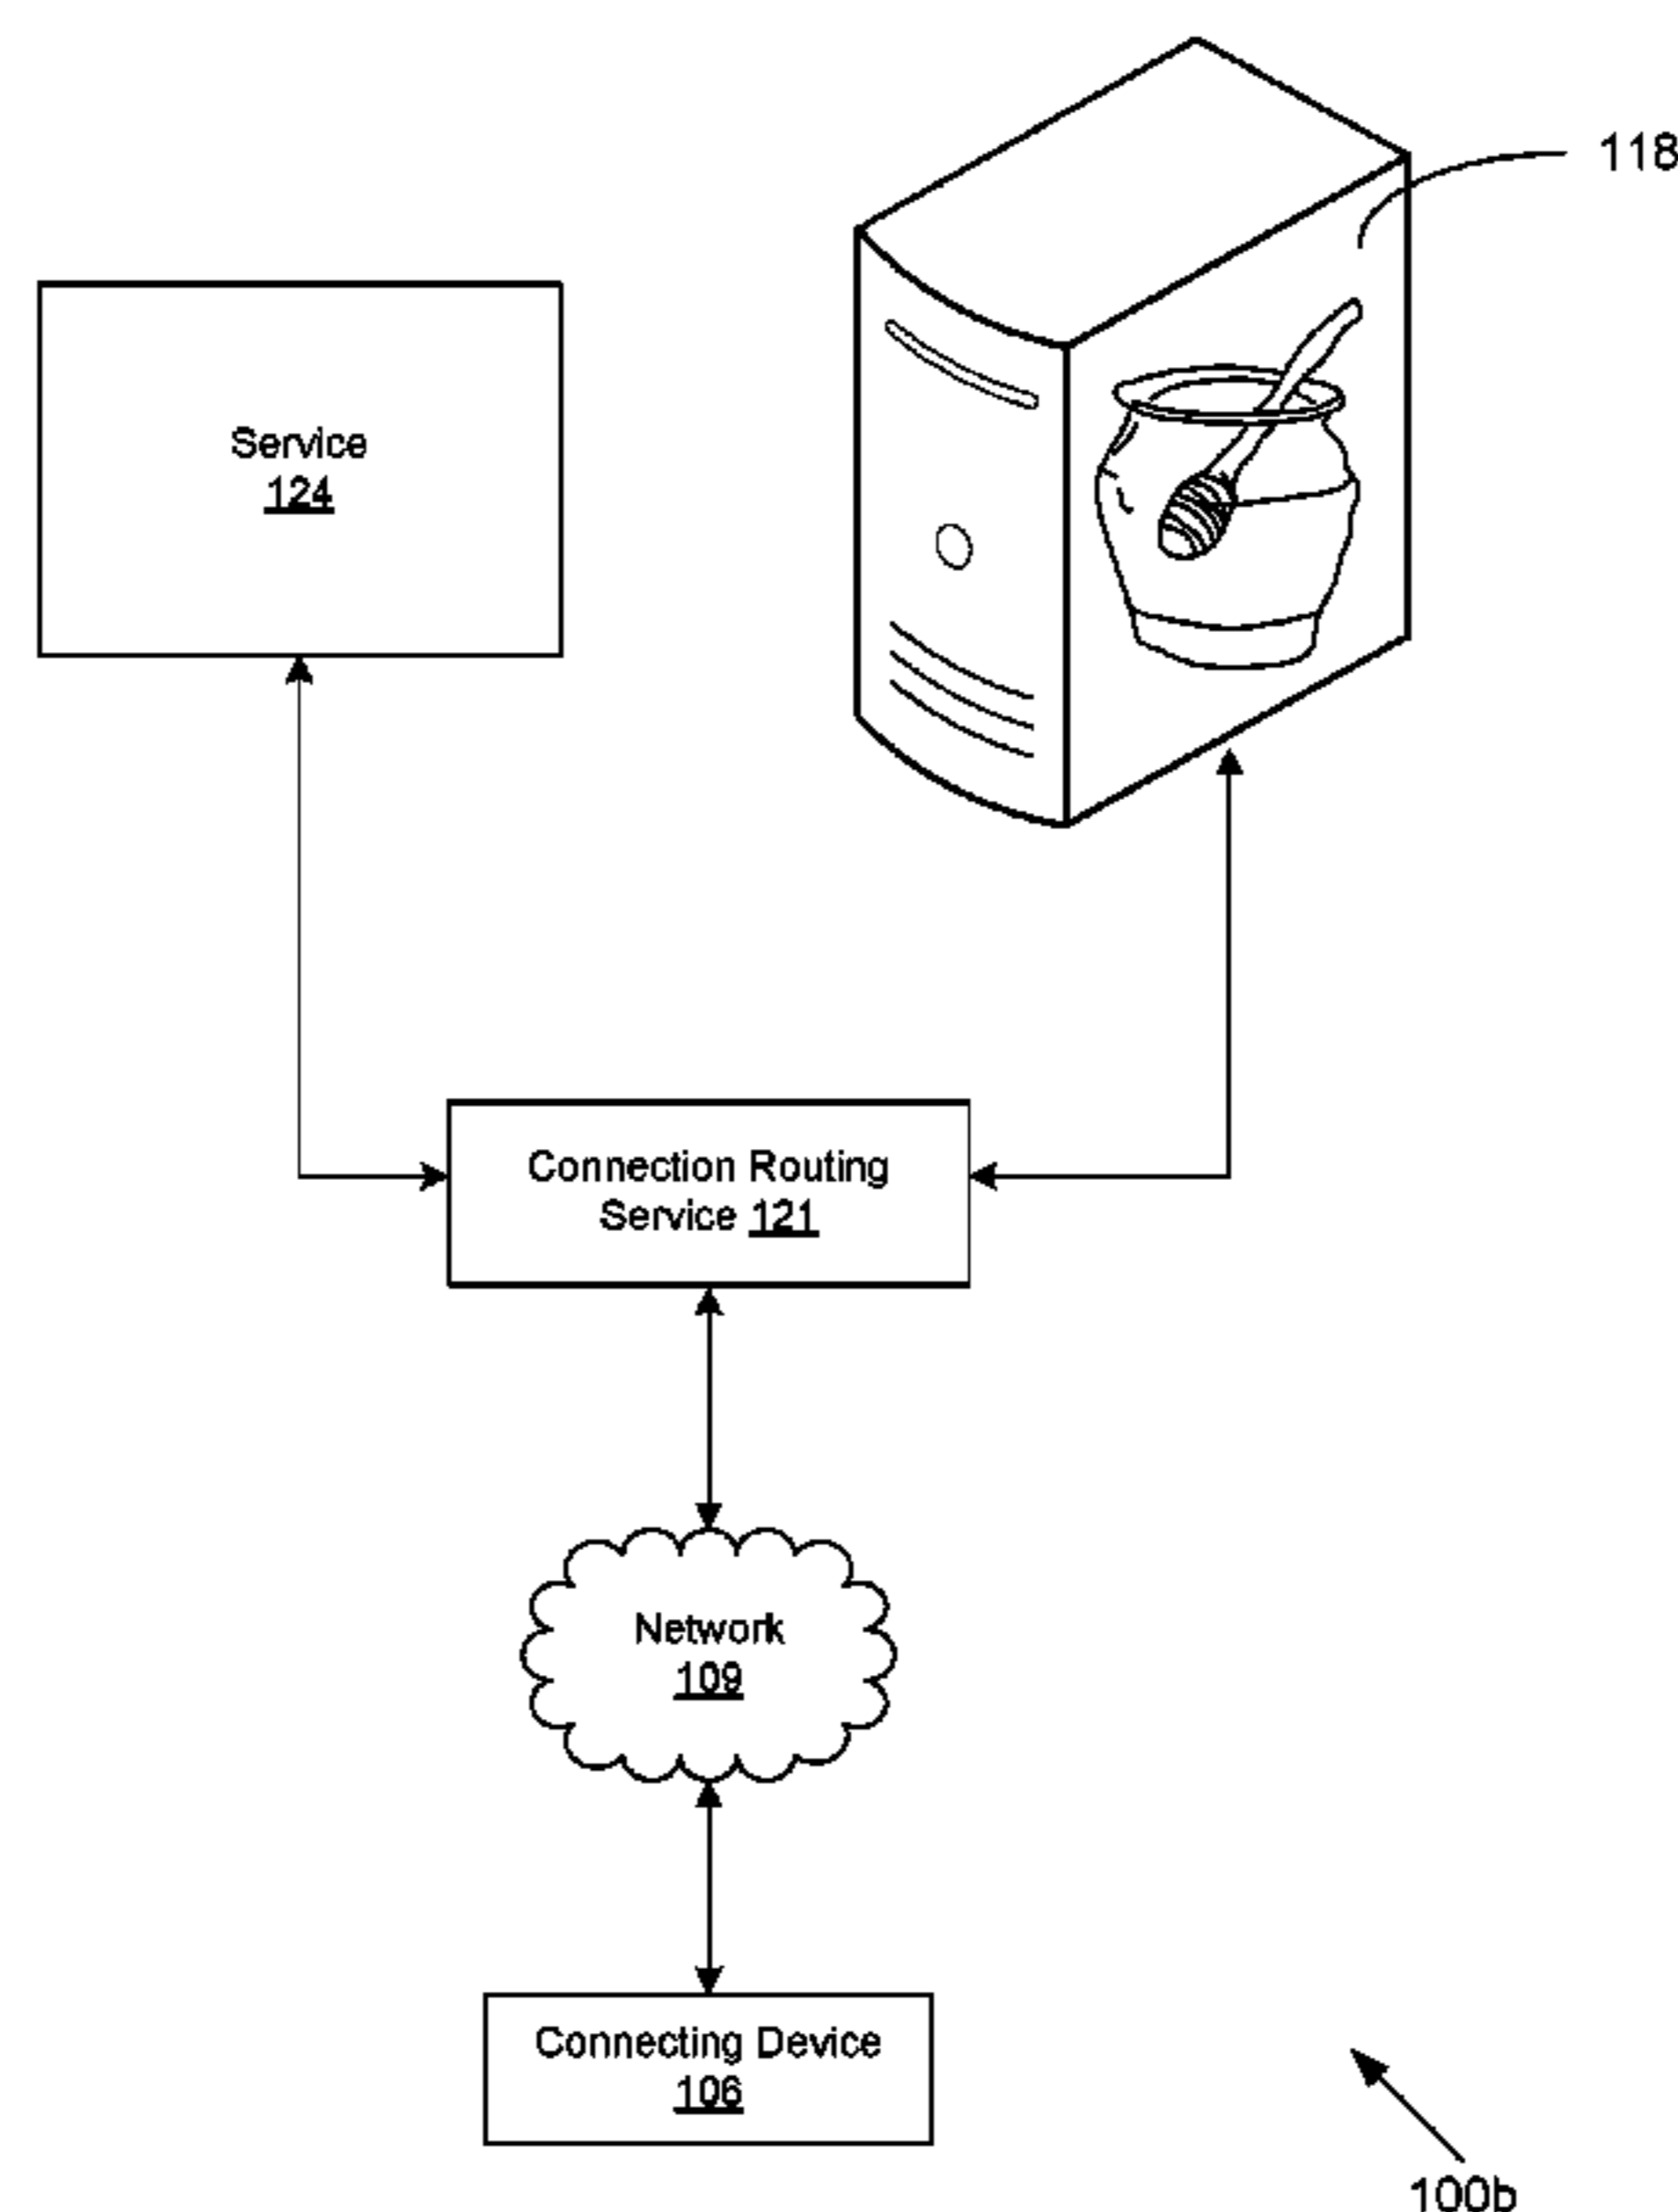 118
Service
124
Connection Routing
Service 121
Network
109
Connecting Device
106
100b